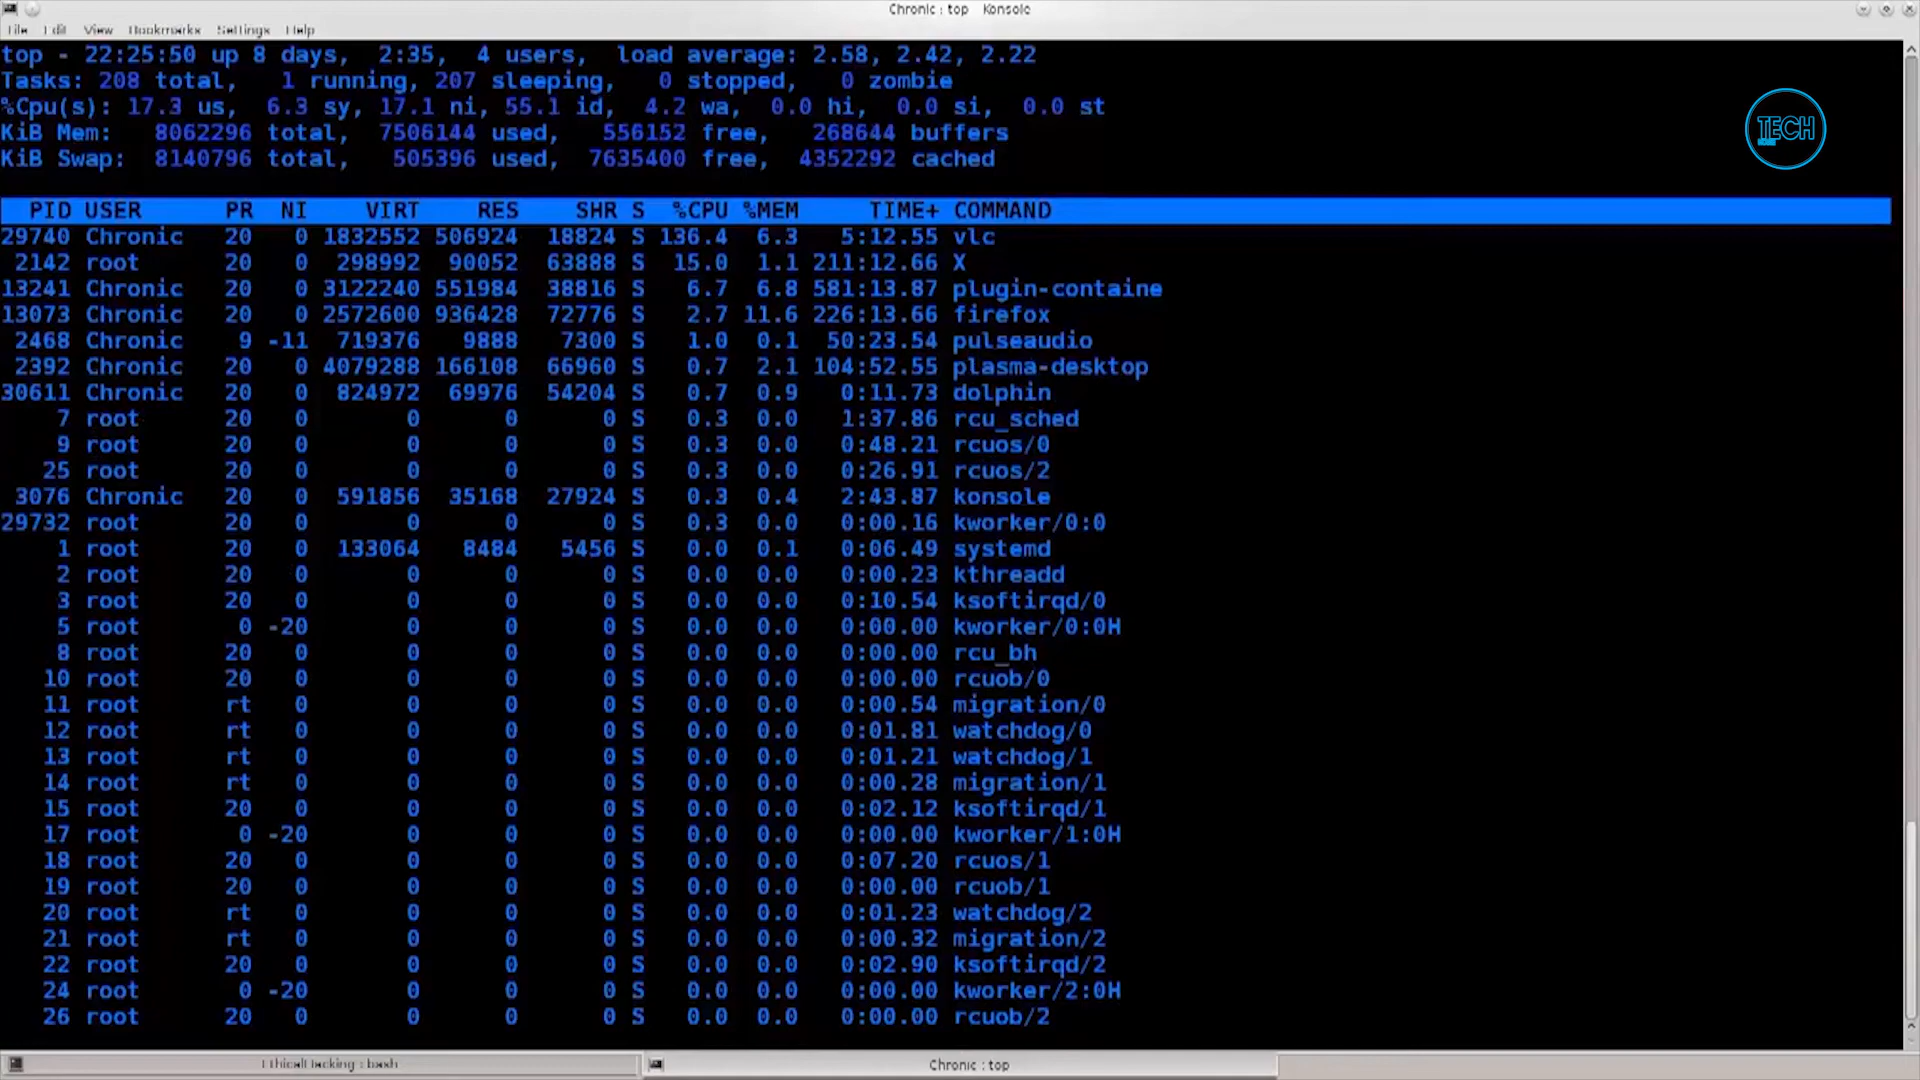 Chronic : top Konsole
File Edit View Bookmarks Settings Help
top - 22:25:50 up 8 days, 2:35, 4 users, load average: 2.58, 2.42, 2.22
Tasks: 208 total, 1 running, 207 sleeping, 0 stopped, 0 zombie
%Cpu(s): 17.3 us, 6.3 sy, 17.1 ni, 55.1 id, 4.2 wa, 0.0 hi, 0.0 si, 0.0 st
KiB Mem: 8062296 total, 7506144 used, 556152 free, 268644 buffers
KiB Swap: 8140796 total, 505396 used, 7635400 free, 4352292 cached
TECH
PID USER PR NI VIRT RES SHR S %CPU %MEM TIME+ COMMAND
29740 Chronic 20 0 1832552 506924 18824 S 136.4 6.3 5:12.55 vlc
2142 root 20 0 298992 90052 63888 S 15.0 1.1 211:12.66 X
13241 Chronic 20 0 3122240 551984 38816 S 6.7 6.8 581:13.87 plugin-containe
13073 Chronic 20 0 2572600 936428 72776 S 2.7 11.6 226:13.66 firefox
2468 Chronic 9 -11 719376 9888 7300 S 1.0 0.1 50:23.54 pulseaudio
2392 Chronic 20 0 4079288 166108 66960 S 0.7 2.1 104:52.55 plasma-desktop
30611 Chronic 20 0 824972 69976 54204 S 0.7 0.9 0:11.73 dolphin
7 root 20 0 0 0 0 S 0.3 0.0 1:37.86 rcu_sched
9 root 20 0 0 0 0 S 0.3 0.0 0:48.21 rcuos/0
25 root 20 0 0 0 0 S 0.3 0.0 0:26.91 rcuos/2
3076 Chronic 20 0 591856 35168 27924 S 0.3 0.4 2:43.87 konsole
29732 root 20 0 0 0 0 S 0.3 0.0 0:00.16 kworker/0:0
1 root 20 0 133064 8484 5456 S 0.0 0.1 0:06.49 systemd
2 root 20 0 0 0 0 S 0.0 0.0 0:00.23 kthreadd
3 root 20 0 0 0 0 S 0.0 0.0 0:10.54 ksoftirqd/0
5 root 0 -20 0 0 0 S 0.0 0.0 0:00.00 kworker/0:0H
8 root 20 0 0 0 0 S 0.0 0.0 0:00.00 rcu_bh
10 root 20 0 0 0 0 S 0.0 0.0 0:00.00 rcuob/0
11 root rt 0 0 0 0 S 0.0 0.0 0:00.54 migration/0
12 root rt 0 0 0 0 S 0.0 0.0 0:01.81 watchdog/0
13 root rt 0 0 0 0 S 0.0 0.0 0:01.21 watchdog/1
14 root rt 0 0 0 0 S 0.0 0.0 0:00.28 migration/1
15 root 20 0 0 0 0 S 0.0 0.0 0:02.12 ksoftirqd/1
17 root 0 -20 0 0 0 S 0.0 0.0 0:00.00 kworker/1:0H
18 root 20 0 0 0 0 S 0.0 0.0 0:07.20 rcuos/1
19 root 20 0 0 0 0 S 0.0 0.0 0:00.00 rcuob/1
20 root rt 0 0 0 0 S 0.0 0.0 0:01.23 watchdog/2
21 root rt 0 0 0 0 S 0.0 0.0 0:00.32 migration/2
22 root 20 0 0 0 0 S 0.0 0.0 0:02.90 ksoftirqd/2
24 root 0 -20 0 0 0 S 0.0 0.0 0:00.00 kworker/2:0H
26 root 20 0 0 0 0 S 0.0 0.0 0:00.00 rcuob/2
EthicalHacking : bash
Chronic : top